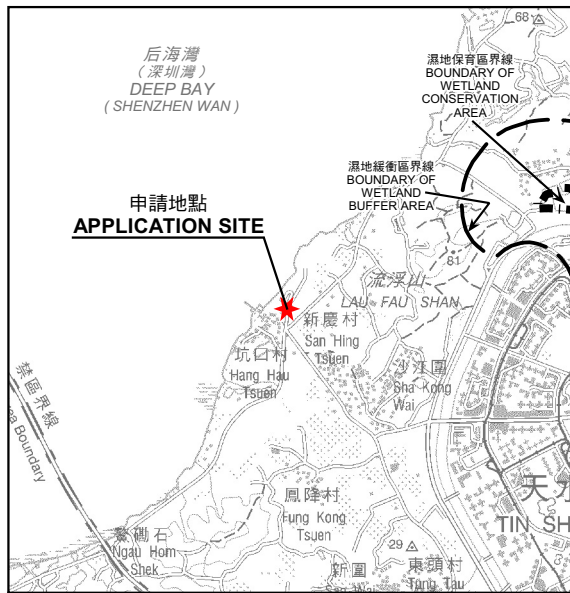 68
后海灣
（深圳灣）
DEEP BAY
( SHENZHEN WAN )
濕地保育區界線
BOUNDARY OF
WETLAND
CONSERVATION
AREA
濕地緩衝區界線
BOUNDARY OF
WETLAND
BUFFER AREA
申請地點
APPLICATION SITE
81
流浮山
LAU FAU SHAN
新慶村
San Hing
Tsuen
坑口村
Hang Hau
Tsuen
沙江圍
Sha Kong
Wai
禁區界線
Boundary
鳳降村
Fung Kong
Tsuen
天
TIN SH
鰲磡石
Ngau Hom
Shek
29
新圍
東頭村
Tung Tau